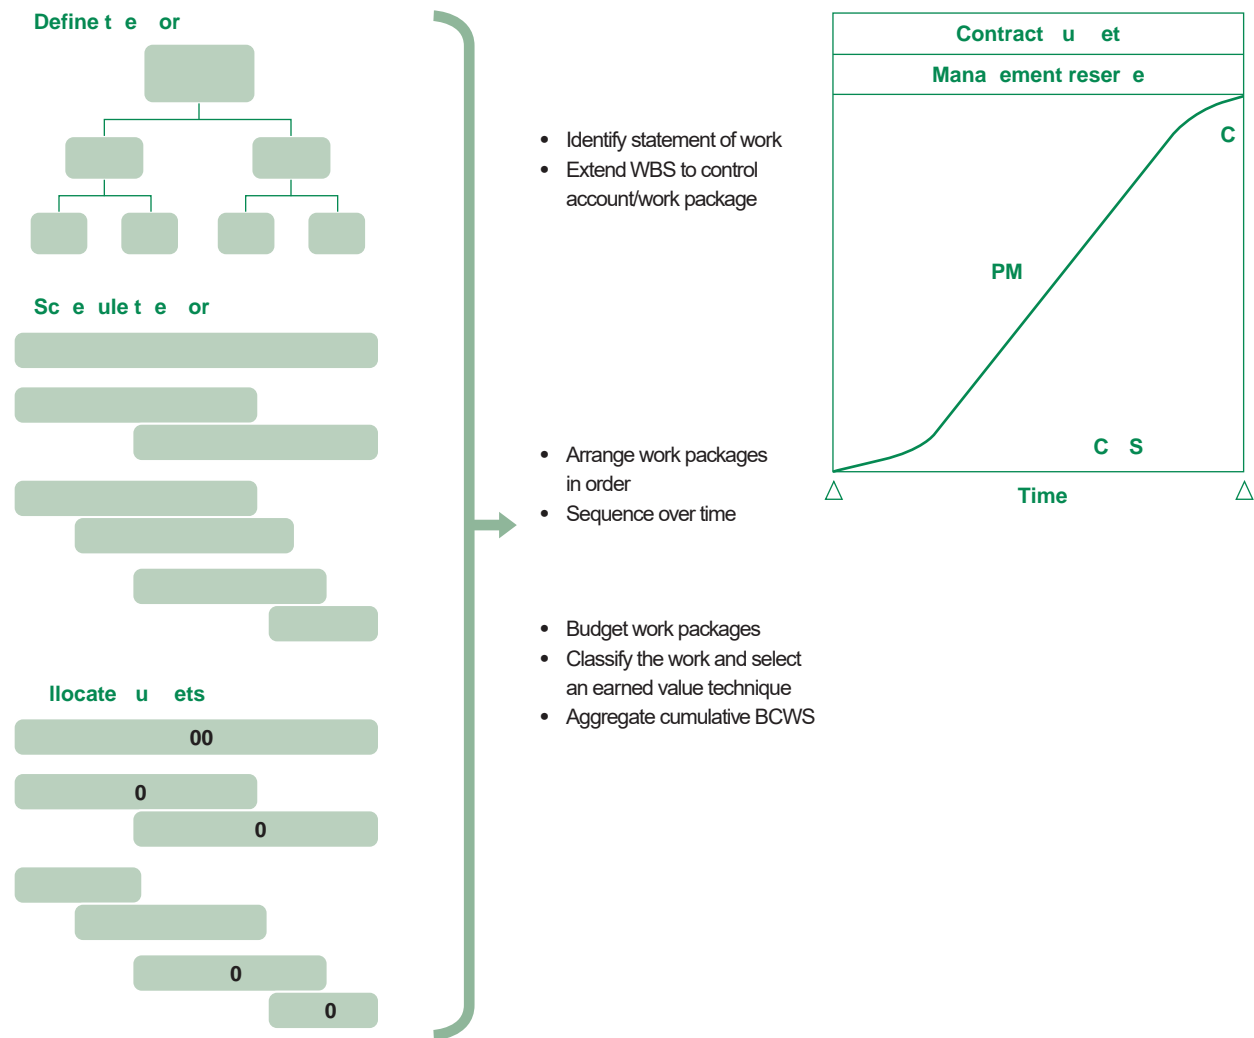 Define t e or
Sc e ule t e or
llocate u ets
00
0
0
0
0
• Identify statement of work
• Extend WBS to control
account/work package
• Arrange work packages
in order
• Sequence over time
• Budget work packages
• Classify the work and select
an earned value technique
• Aggregate cumulative BCWS
Contract u et
Mana ement reser e
C
PM
C S
Time